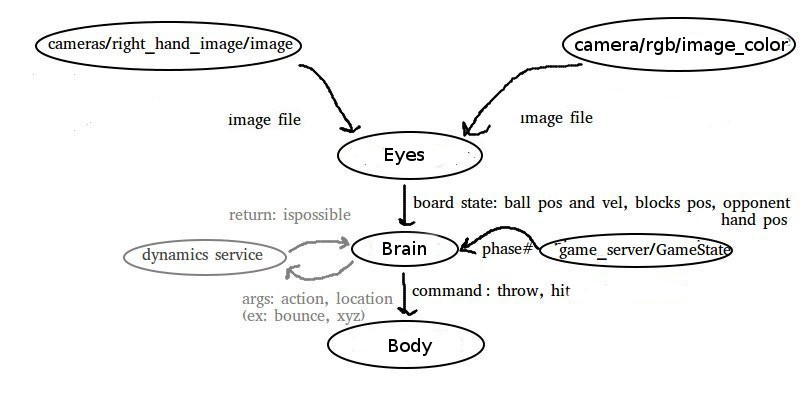 cameras/right_hand_image/image
camera/rgb/image_color
image file
image file
Eyes
board state: ball pos and vel, blocks pos, opponent
hand pos
return: ispossible
dynamics service
Brain
phase#
game_server/GameState
args: action, location
(ex: bounce, xyz)
command: throw, hit
Body